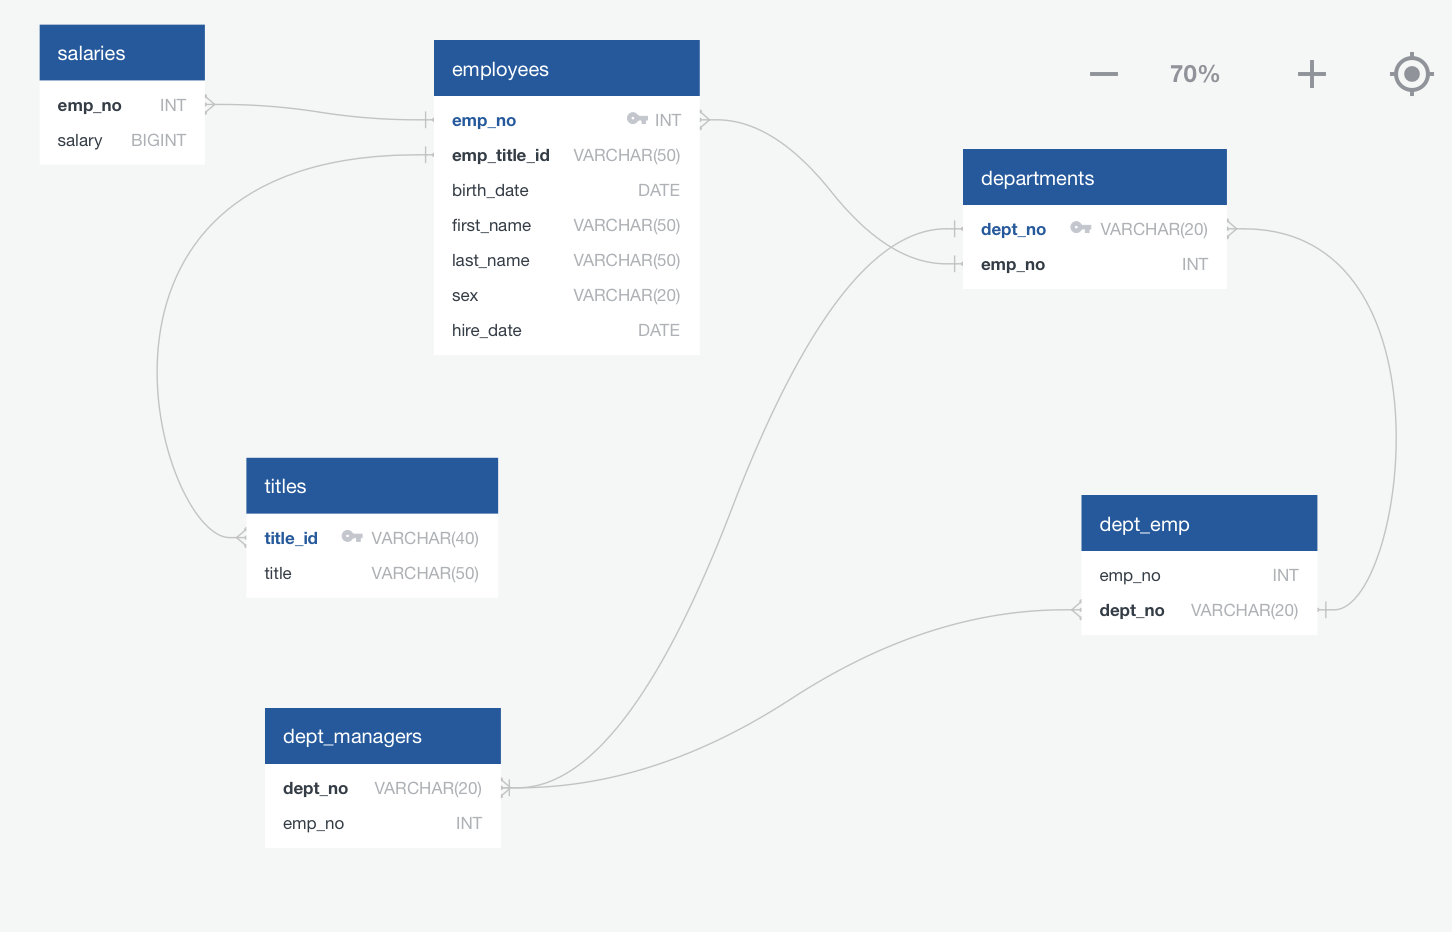 salaries
emp_no INT
salary BIGINT
employees
emp_no INT
emp_title_id VARCHAR(50)
birth_date DATE
first_name VARCHAR(50)
last_name VARCHAR(50)
sex VARCHAR(20)
hire_date DATE
70%
departments
dept_no VARCHAR(20)
emp_no INT
titles
title_id VARCHAR(40)
title VARCHAR(50)
dept_emp
emp_no INT
dept_no VARCHAR(20)
dept_managers
dept_no VARCHAR(20)
emp_no INT